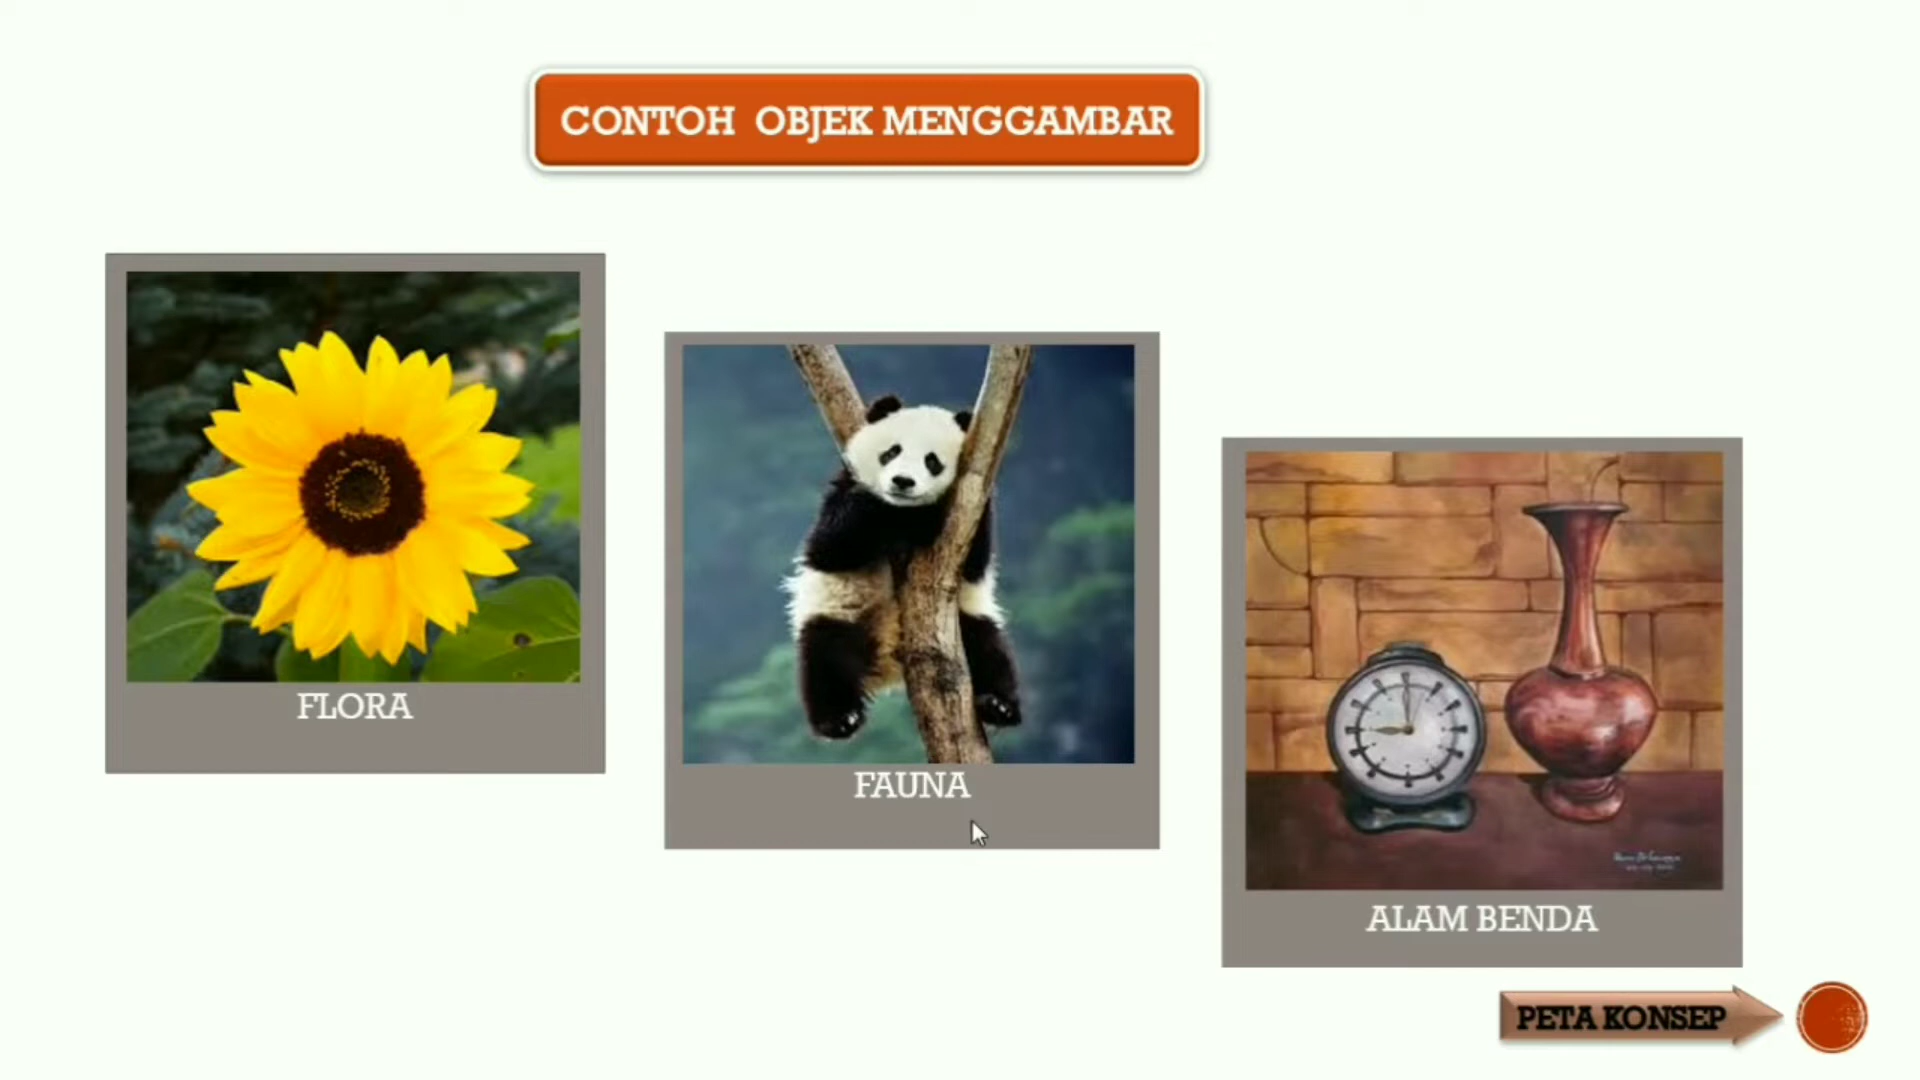 CONTOH OBJEK MENGGAMBAR
FLORA
FAUNA
ALAM BENDA
PETA KONSEP